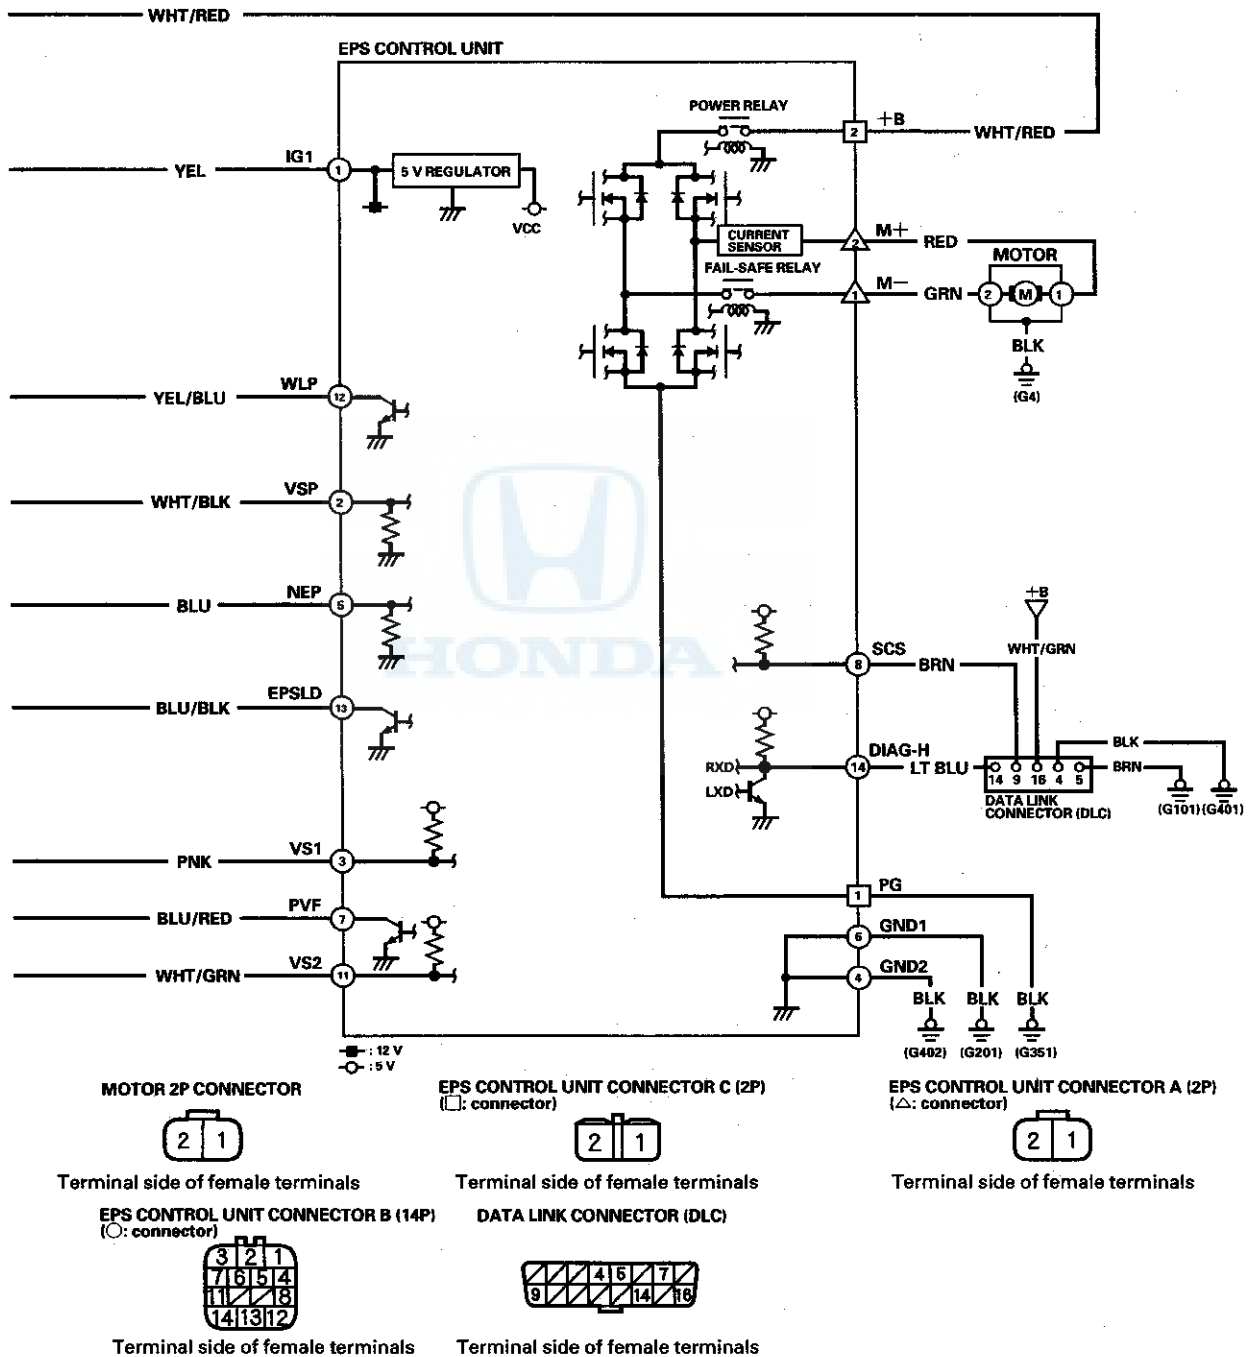 WHT/RED
EPS CONTROL UNIT
POWER RELAY
2
+B
WHT/RED
YEL
IG1
1
5 V REGULATOR
VCC
CURRENT
SENSOR
2
M+
RED
MOTOR
FAIL-SAFE RELAY
1
M−
GRN
2
M
1
BLK
(G4)
YEL/BLU
WLP
12
WHT/BLK
VSP
2
BLU
NEP
5
HONDA
+B
WHT/GRN
8
SCS
BRN
BLU/BLK
EPSLD
13
RXD
LXD
14
DIAG-H
LT BLU
14 9 16 4 5
BLK
BRN
DATA LINK
CONNECTOR (DLC)
(G101)
(G401)
PNK
VS1
3
BLU/RED
PVF
7
WHT/GRN
VS2
11
1
PG
6
GND1
4
GND2
BLK
BLK
BLK
(G402)
(G201)
(G351)
: 12 V
: 5 V
MOTOR 2P CONNECTOR
2 1
Terminal side of female terminals
EPS CONTROL UNIT CONNECTOR C (2P)
(□: connector)
2 1
Terminal side of female terminals
EPS CONTROL UNIT CONNECTOR A (2P)
(△: connector)
2 1
Terminal side of female terminals
EPS CONTROL UNIT CONNECTOR B (14P)
(○: connector)
3 2 1
7 6 5 4
11 8
14 13 12
Terminal side of female terminals
DATA LINK CONNECTOR (DLC)
4 5 7
9 14 16
Terminal side of female terminals